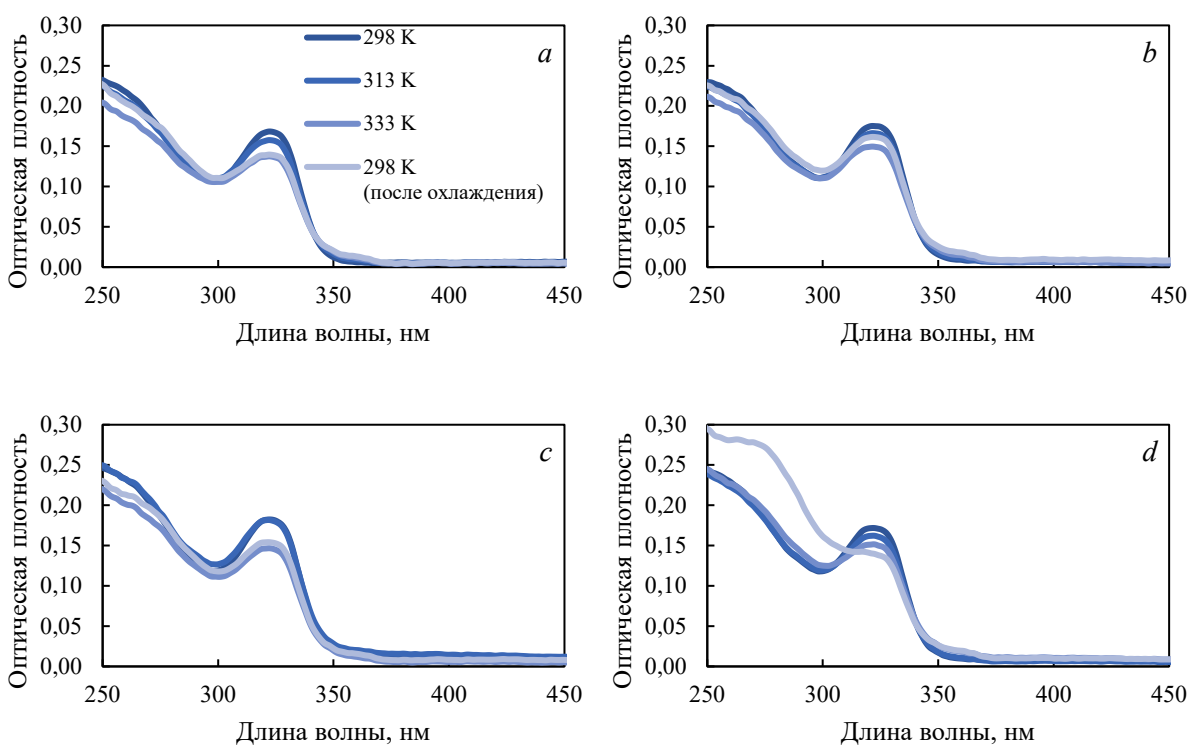 Оптическая плотность
0,30
0,25
0,20
0,15
0,10
0,05
0,00
250
300
350
400
450
Длина волны, нм
298 K
313 K
333 K
298 K
(после охлаждения)
a
Оптическая плотность
0,30
0,25
0,20
0,15
0,10
0,05
0,00
250
300
350
400
450
Длина волны, нм
b
Оптическая плотность
0,30
0,25
0,20
0,15
0,10
0,05
0,00
250
300
350
400
450
Длина волны, нм
c
Оптическая плотность
0,30
0,25
0,20
0,15
0,10
0,05
0,00
250
300
350
400
450
Длина волны, нм
d